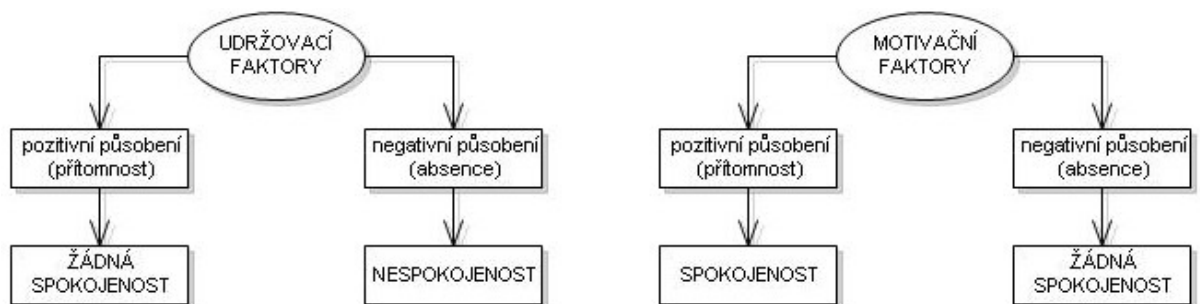 UDRŽOVACÍ
FAKTORY
pozitivní působení
(přítomnost)
negativní působení
(absence)
ŽÁDNÁ
SPOKOJENOST
NESPOKOJENOST
MOTIVAČNÍ
FAKTORY
pozitivní působení
(přítomnost)
negativní působení
(absence)
SPOKOJENOST
ŽÁDNÁ
SPOKOJENOST